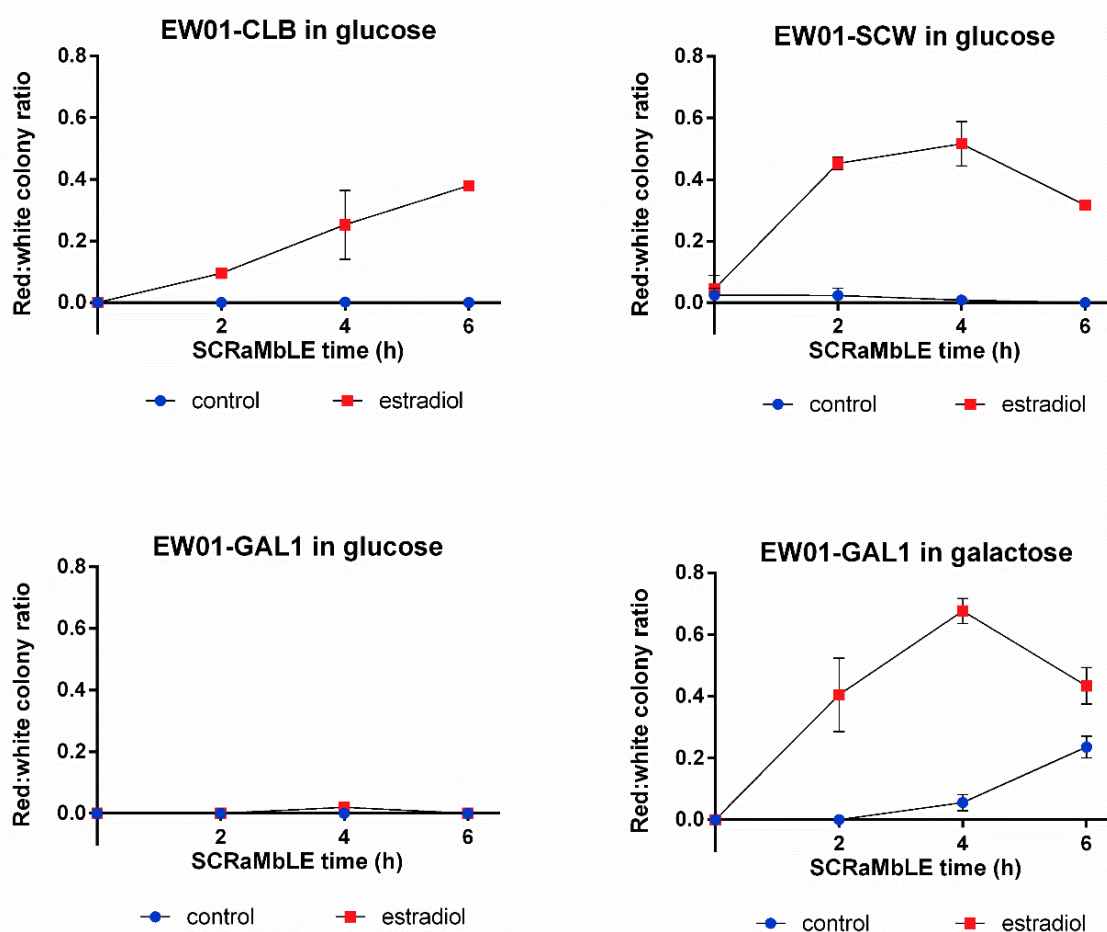 EW01-CLB in glucose
Red:white colony ratio
0.8
0.6
0.4
0.2
0.0
2 4 6
SCRaMbLE time (h)
control estradiol
EW01-SCW in glucose
Red:white colony ratio
0.8
0.6
0.4
0.2
0.0
2 4 6
SCRaMbLE time (h)
control estradiol
EW01-GAL1 in glucose
Red:white colony ratio
0.8
0.6
0.4
0.2
0.0
2 4 6
SCRaMbLE time (h)
control estradiol
EW01-GAL1 in galactose
Red:white colony ratio
0.8
0.6
0.4
0.2
0.0
2 4 6
SCRaMbLE time (h)
control estradiol